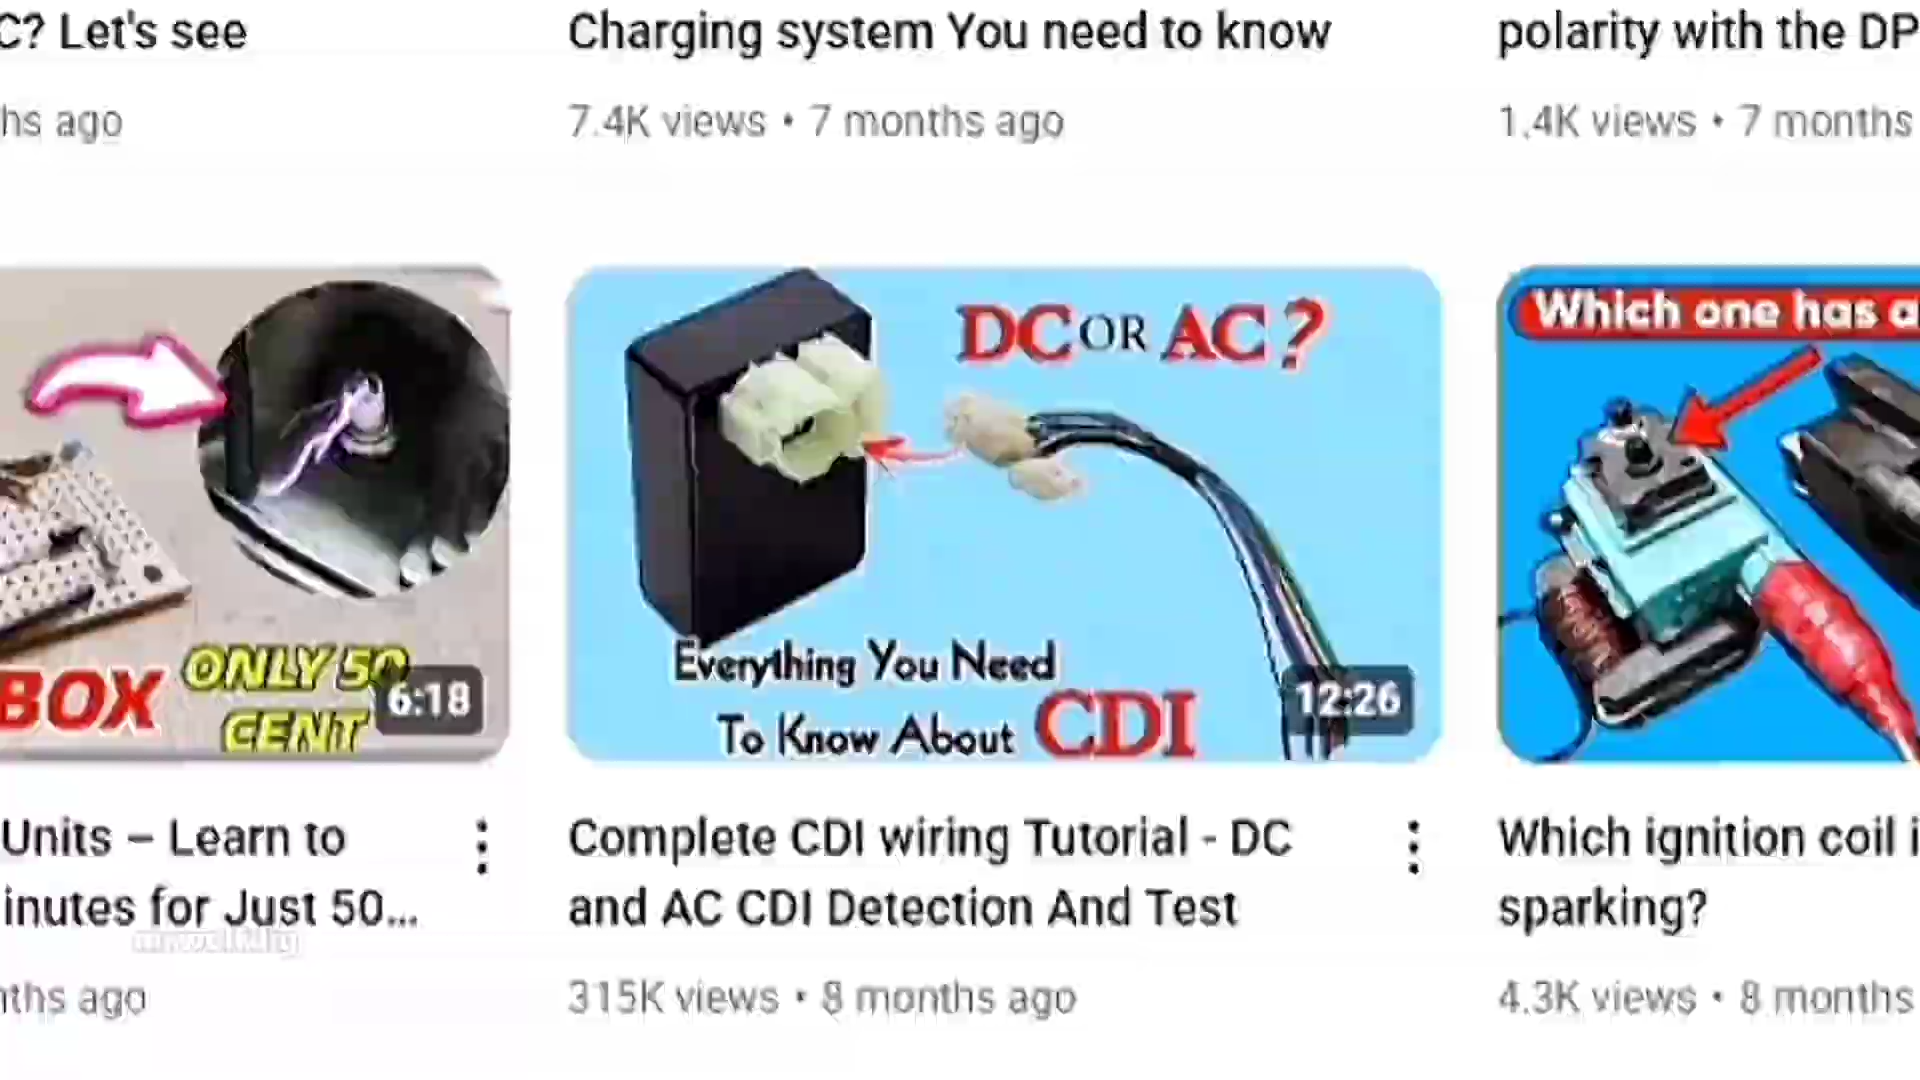 C? Let's see
hs ago
Charging system You need to know
7.4K views • 7 months ago
polarity with the DP
1.4K views • 7 months
BOX
ONLY 50
CENT
6:18
Units – Learn to
inutes for Just 50...
ths ago
DC OR AC?
Everything You Need
To Know About CDI
12:26
Complete CDI wiring Tutorial - DC
and AC CDI Detection And Test
315K views • 8 months ago
Which one has a
Which ignition coil i
sparking?
4.3K views • 8 months